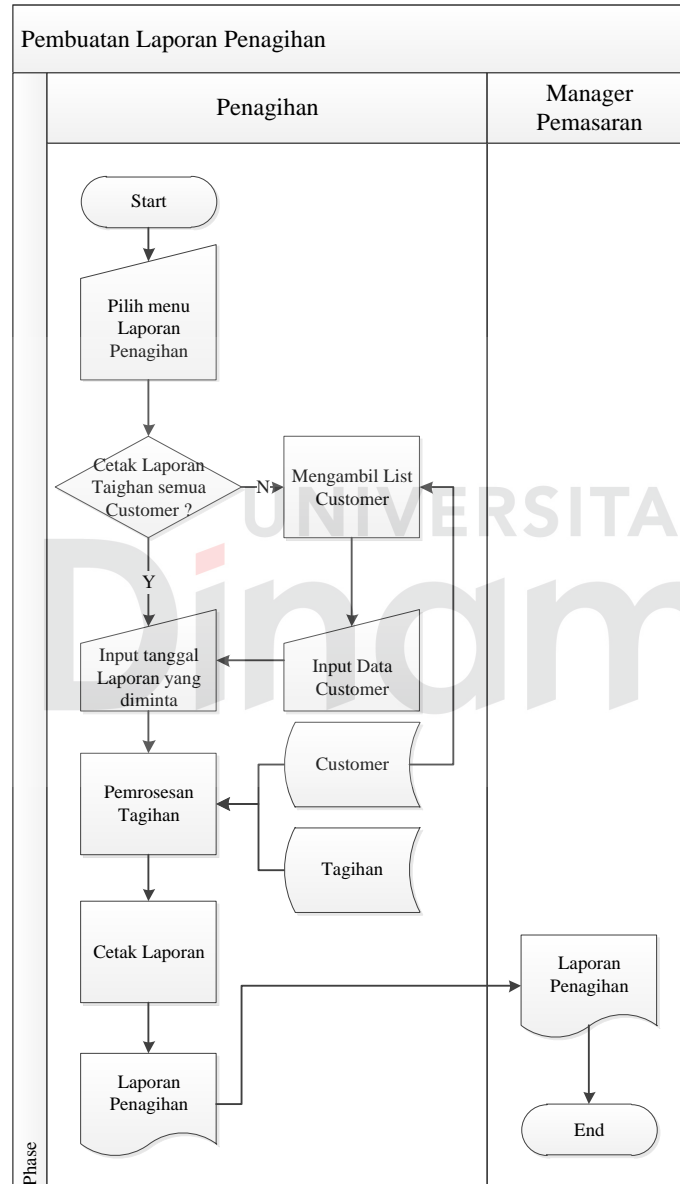 Pembuatan Laporan Penagihan
Penagihan
Manager
Pemasaran
Start
Pilih menu
Laporan
Penagihan
Cetak Laporan
Taighan semua
Customer ?
N
Mengambil List
Customer
Y
Input tanggal
Laporan yang
diminta
Input Data
Customer
Customer
Pemrosesan
Tagihan
Tagihan
Cetak Laporan
Laporan
Penagihan
Laporan
Penagihan
End
Phase
UNIVERSITA
Dinam